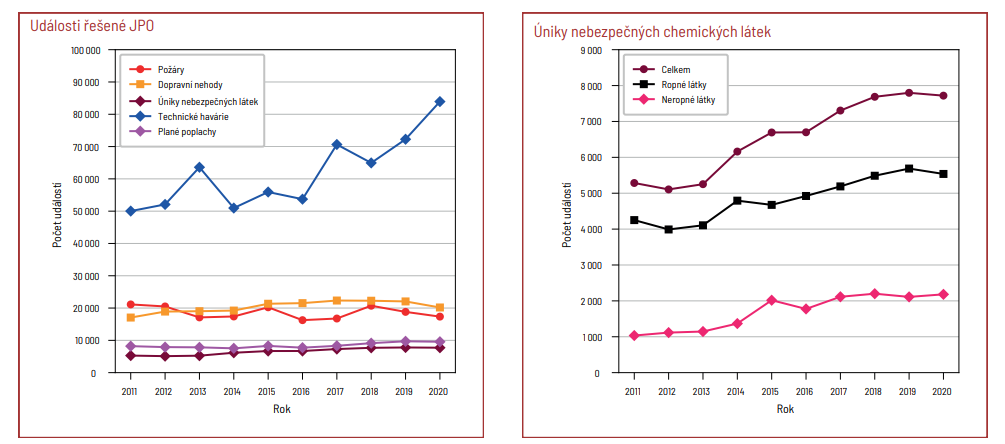 Události řešené JPO
100 000
90 000
80 000
70 000
60 000
50 000
40 000
30 000
20 000
10 000
0
Počet událostí
Požáry
Dopravní nehody
Úniky nebezpečných látek
Technické havárie
Plané poplachy
2011 2012 2013 2014 2015 2016 2017 2018 2019 2020
Rok
Úniky nebezpečných chemických látek
9 000
8 000
7 000
6 000
5 000
4 000
3 000
2 000
1 000
0
Počet událostí
Celkem
Ropné látky
Neropné látky
2011 2012 2013 2014 2015 2016 2017 2018 2019 2020
Rok